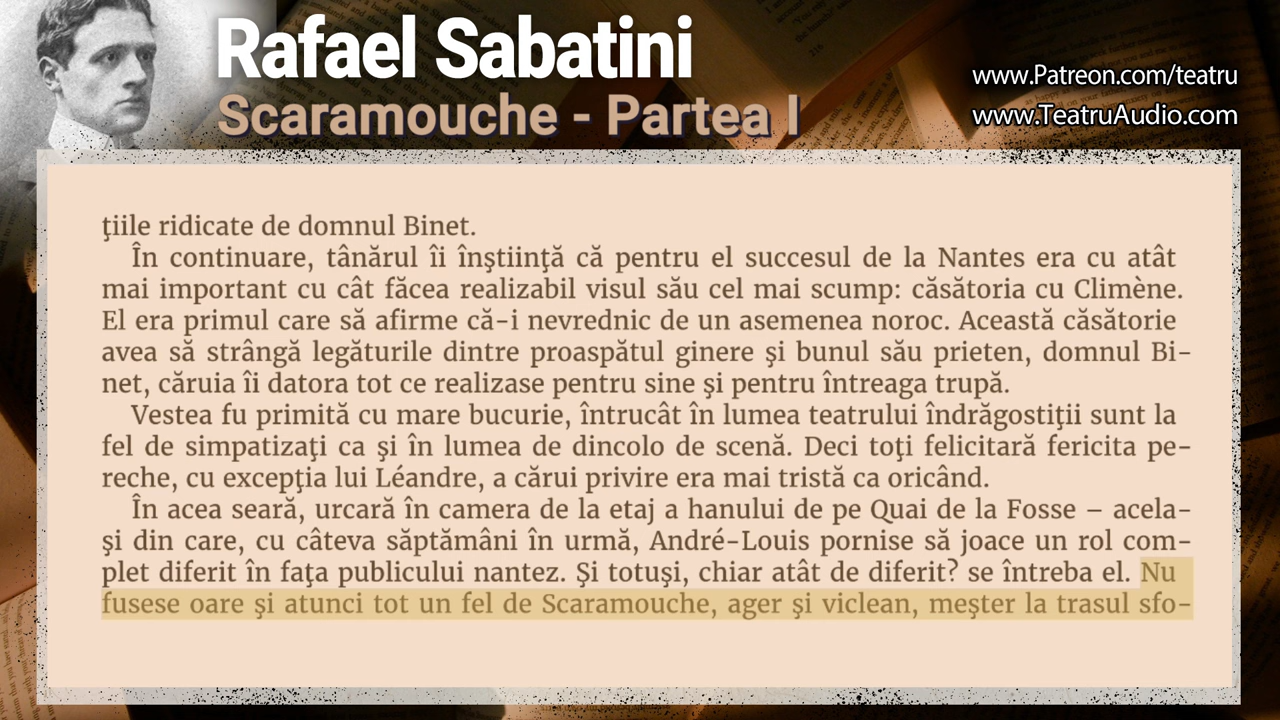 Rafael Sabatini
Scaramouche - Partea I
www.Patreon.com/teatru
www.TeatruAudio.com
ţiile ridicate de domnul Binet.
În continuare, tânărul îi înştiinţă că pentru el succesul de la Nantes era cu atât
mai important cu cât făcea realizabil visul său cel mai scump: căsătoria cu Climène.
El era primul care să afirme că-i nevrednic de un asemenea noroc. Această căsătorie
avea să strângă legăturile dintre proaspătul ginere şi bunul său prieten, domnul Bi-
net, căruia îi datora tot ce realizase pentru sine şi pentru întreaga trupă.
Vestea fu primită cu mare bucurie, întrucât în lumea teatrului îndrăgostiţii sunt la
fel de simpatizaţi ca şi în lumea de dincolo de scenă. Deci toţi felicitară fericita pe-
reche, cu excepţia lui Léandre, a cărui privire era mai tristă ca oricând.
În acea seară, urcară în camera de la etaj a hanului de pe Quai de la Fosse – acela-
şi din care, cu câteva săptămâni în urmă, André-Louis pornise să joace un rol com-
plet diferit în faţa publicului nantez. Şi totuşi, chiar atât de diferit? se întreba el. Nu
fusese oare şi atunci tot un fel de Scaramouche, ager şi viclean, meşter la trasul sfo-